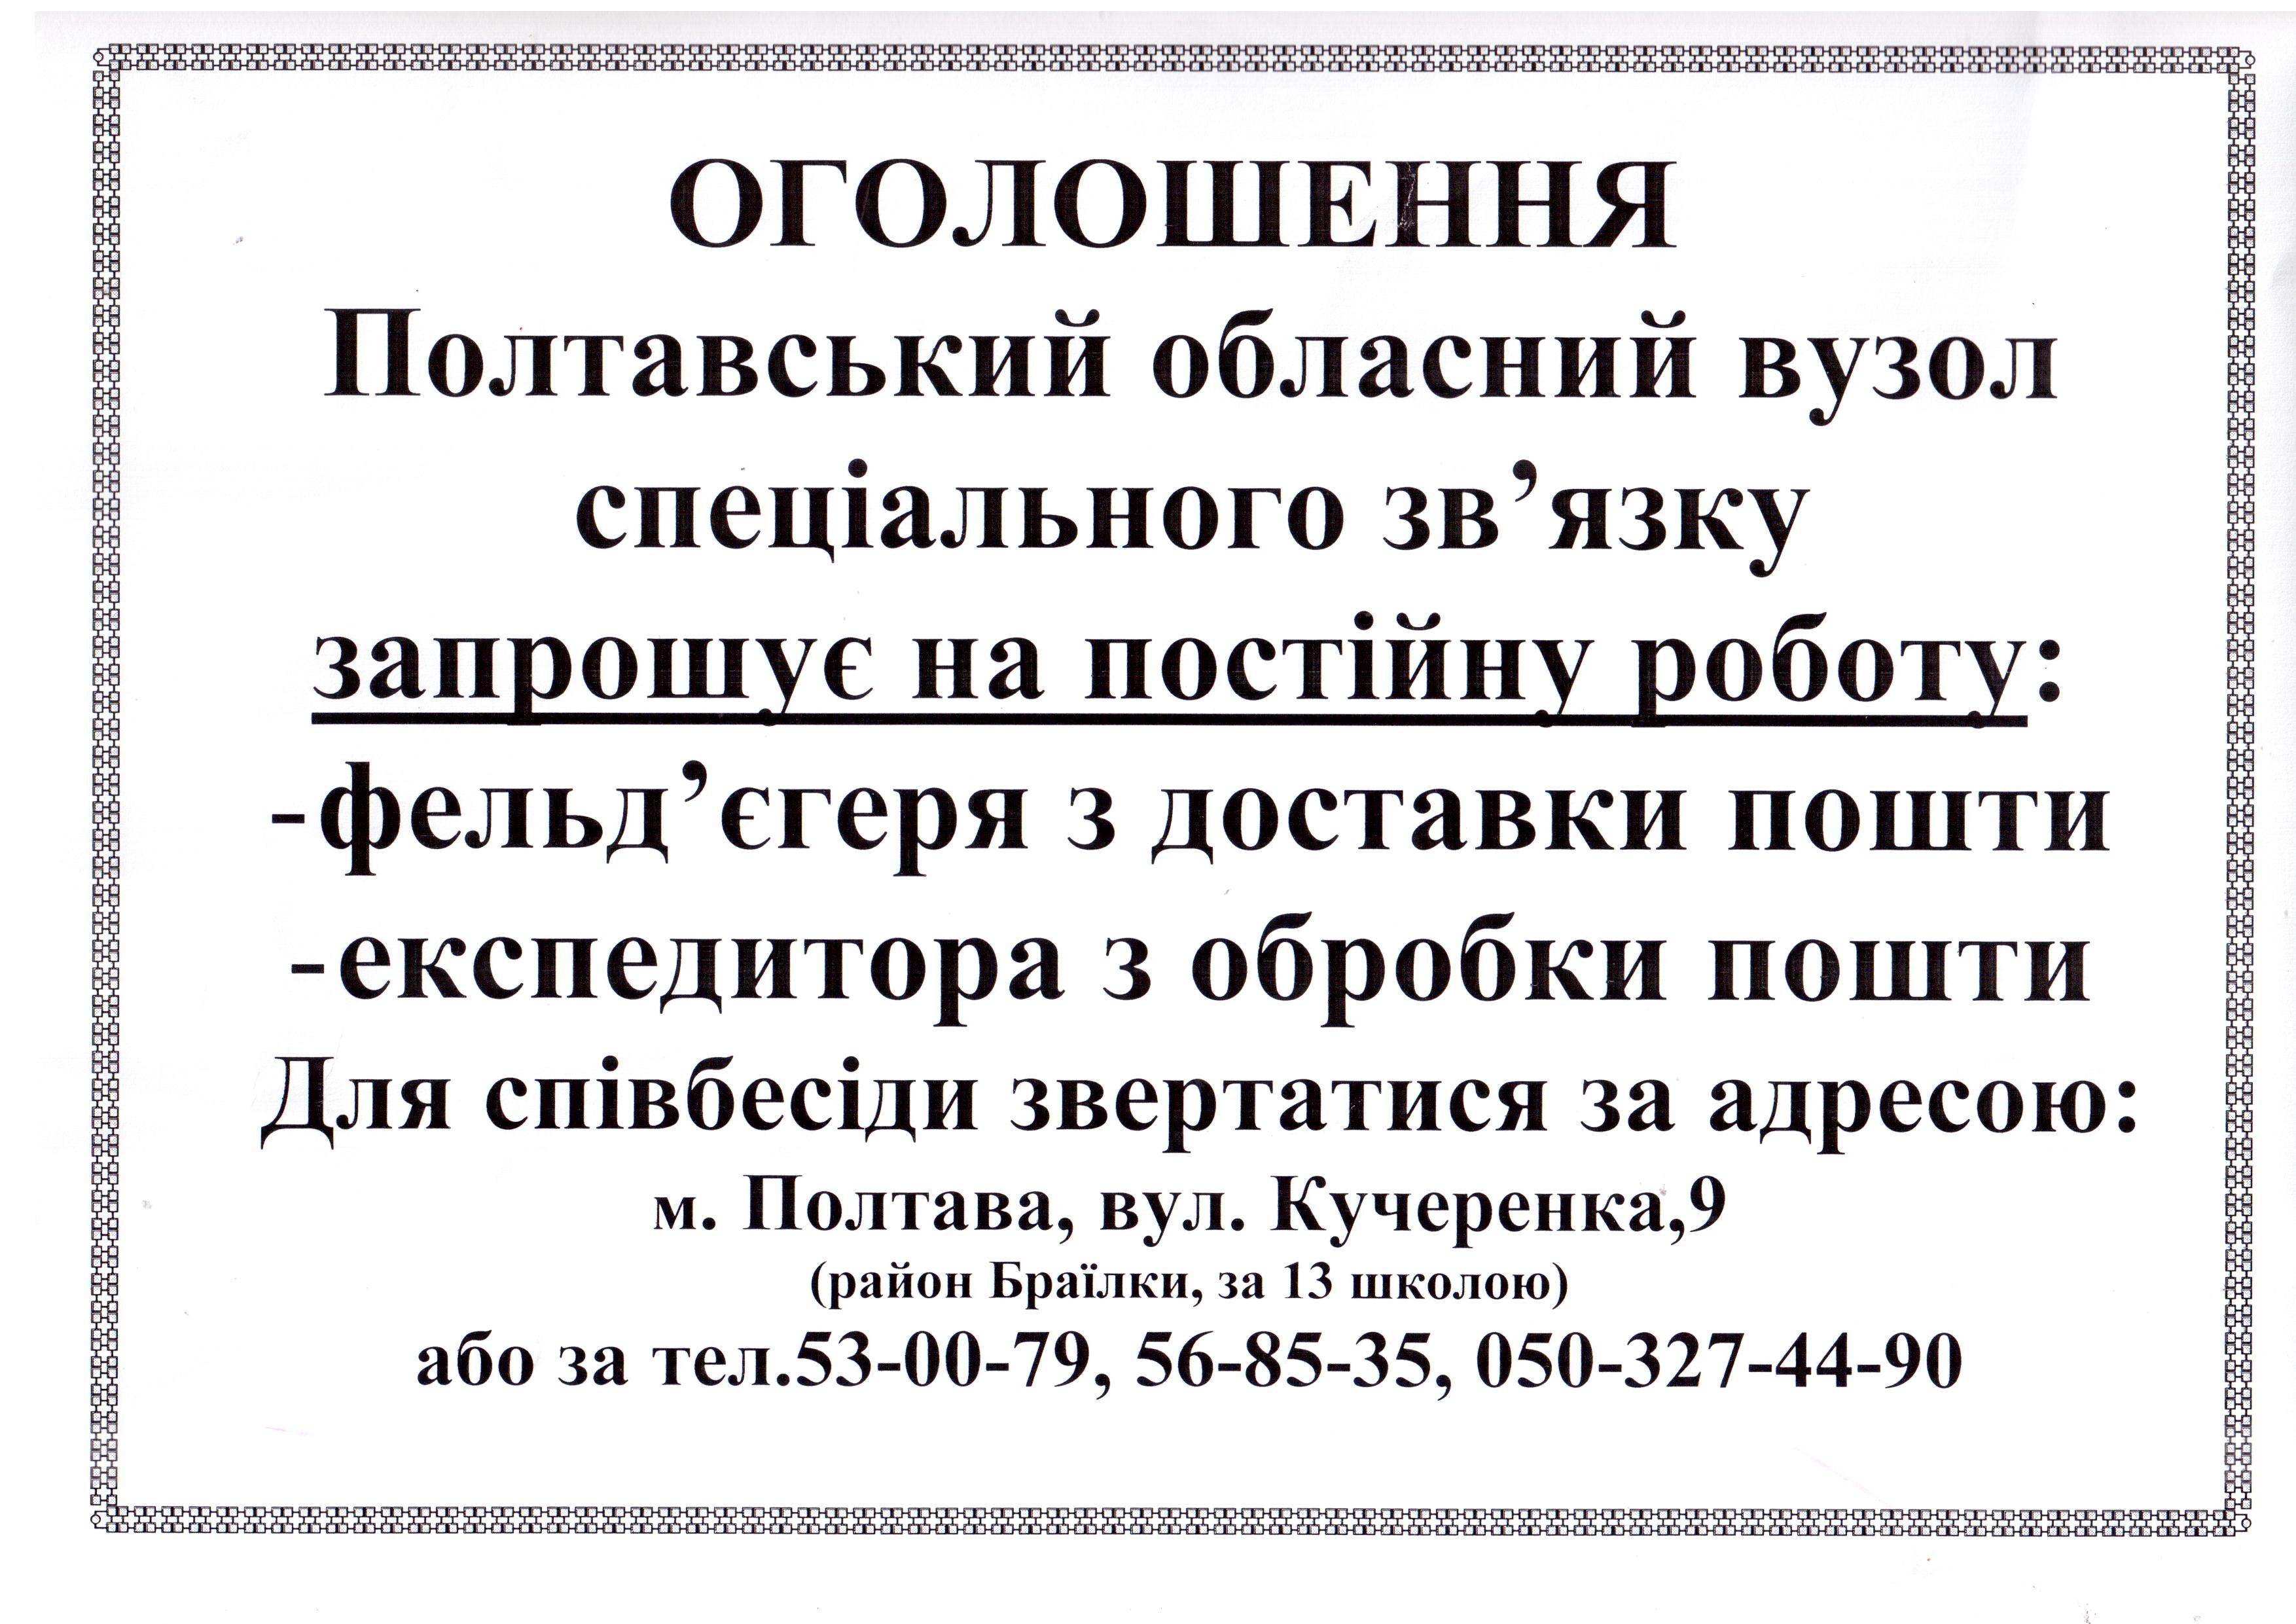 ОГОЛОШЕННЯ
Полтавський обласний вузол
спеціального зв’язку
запрошує на постійну роботу:
-фельд’єгеря з доставки пошти
-експедитора з обробки пошти
Для співбесіди звертатися за адресою:
м. Полтава, вул. Кучеренка,9
(район Браїлки, за 13 школою)
або за тел.53-00-79, 56-85-35, 050-327-44-90